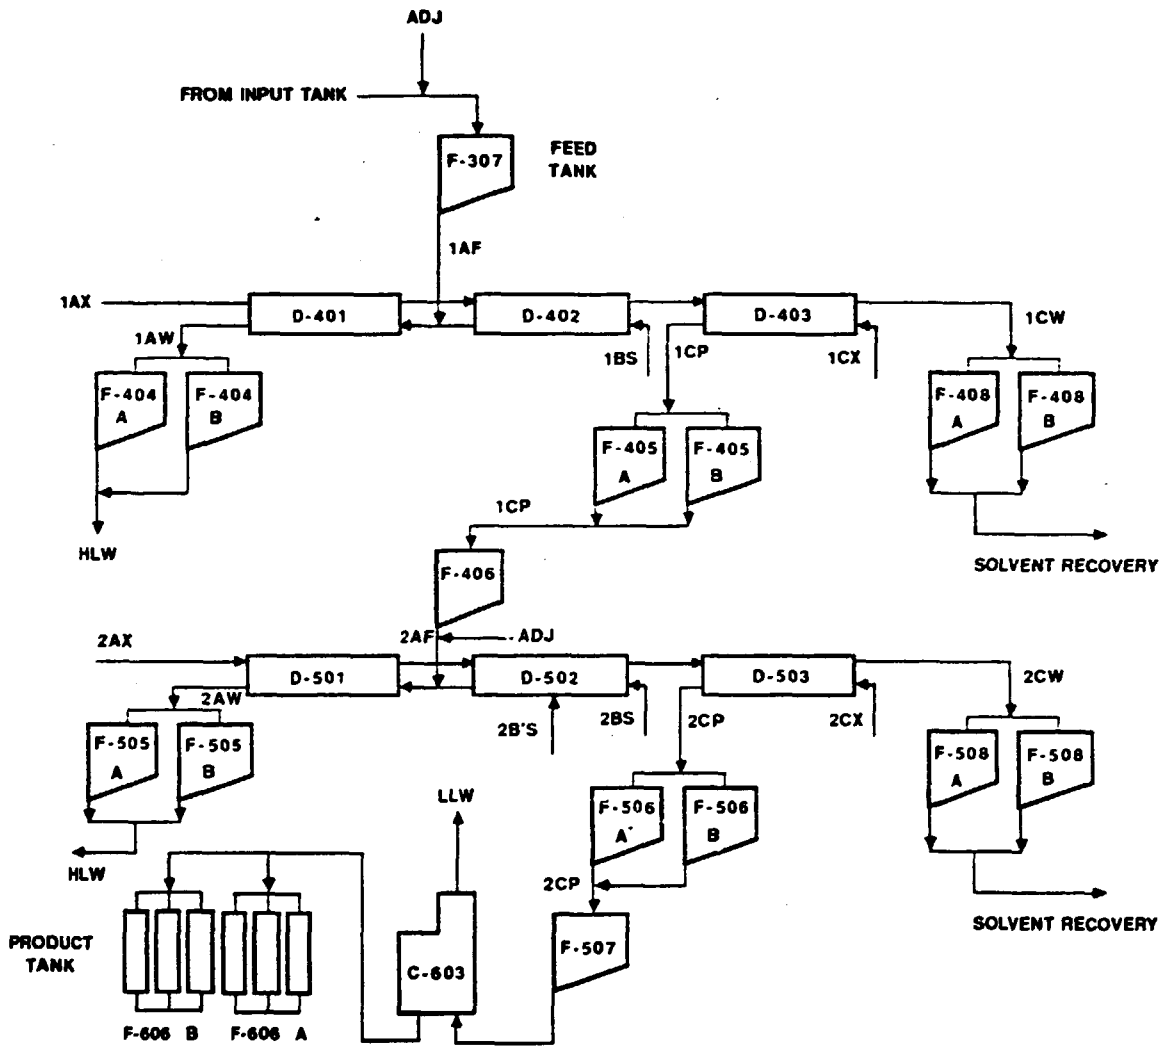 ADJ
FROM INPUT TANK
F-307
FEED
TANK
1AF
1AX
D-401
D-402
D-403
1AW
1BS
1CP
1CX
1CW
F-404
A
F-404
B
F-405
A
F-405
B
F-408
A
F-408
B
1CP
HLW
F-406
SOLVENT RECOVERY
2AX
2AF
ADJ
D-501
D-502
D-503
2AW
2B'S
2BS
2CP
2CX
2CW
F-505
A
F-505
B
F-506
A
F-506
B
F-508
A
F-508
B
LLW
HLW
2CP
SOLVENT RECOVERY
PRODUCT
TANK
C-603
F-507
F-606 B
F-606 A